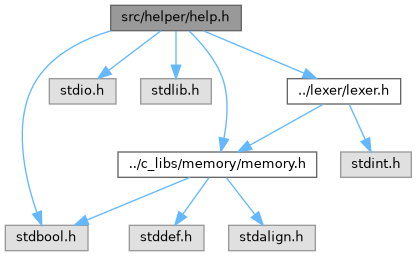 src/helper/help.h
stdio.h
stdlib.h
../lexer/lexer.h
../c_libs/memory/memory.h
stdint.h
stdbool.h
stddef.h
stdalign.h